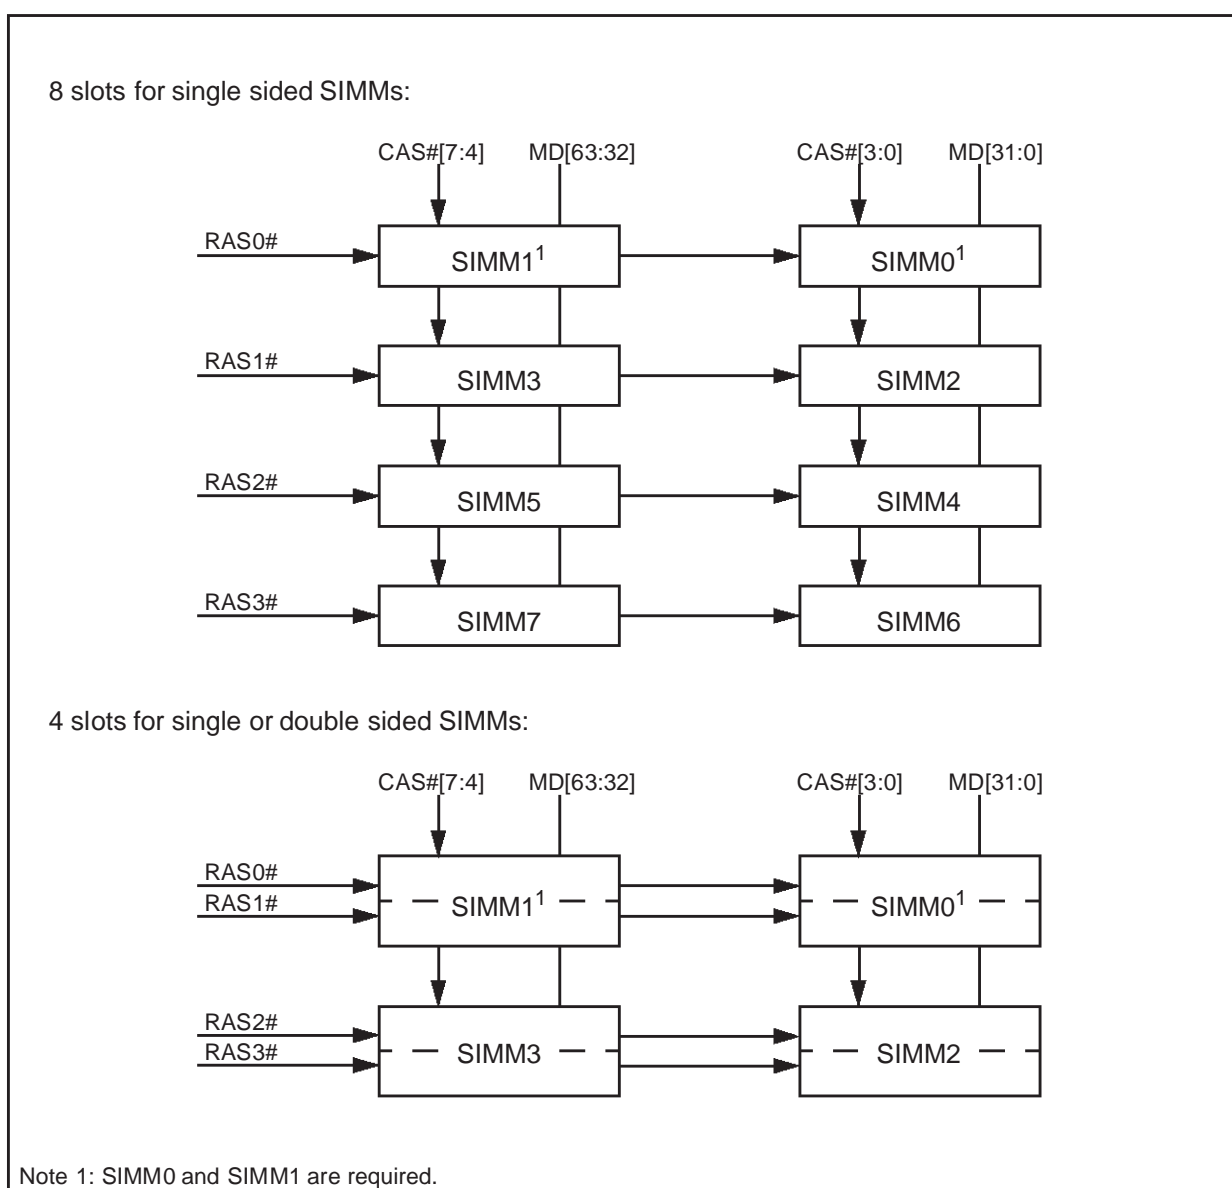 8 slots for single sided SIMMs:
CAS#[7:4] MD[63:32] CAS#[3:0] MD[31:0]
RAS0# SIMM1¹ SIMM0¹
RAS1# SIMM3 SIMM2
RAS2# SIMM5 SIMM4
RAS3# SIMM7 SIMM6
4 slots for single or double sided SIMMs:
CAS#[7:4] MD[63:32] CAS#[3:0] MD[31:0]
RAS0#
RAS1# SIMM1¹ SIMM0¹
RAS2#
RAS3# SIMM3 SIMM2
Note 1: SIMM0 and SIMM1 are required.